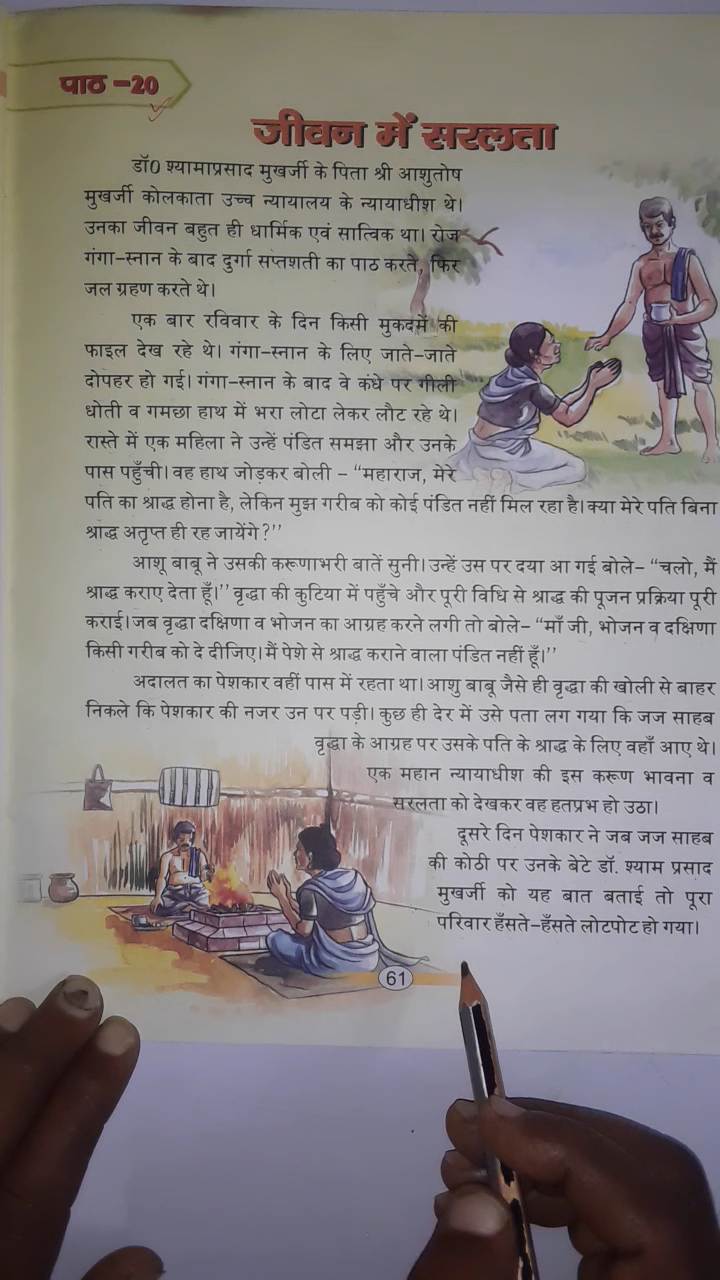 पाठ -20
जीवन में सरलता
डॉ0 श्यामाप्रसाद मुखर्जी के पिता श्री आशुतोष
मुखर्जी कोलकाता उच्च न्यायालय के न्यायाधीश थे।
उनका जीवन बहुत ही धार्मिक एवं सात्विक था। रोज
गंगा-स्नान के बाद दुर्गा सप्तशती का पाठ करते, फिर
जल ग्रहण करते थे।
एक बार रविवार के दिन किसी मुकदमें की
फाइल देख रहे थे। गंगा-स्नान के लिए जाते-जाते
दोपहर हो गई। गंगा-स्नान के बाद वे कंधे पर गीली
धोती व गमछा हाथ में भरा लोटा लेकर लौट रहे थे।
रास्ते में एक महिला ने उन्हें पंडित समझा और उनके
पास पहुँची। वह हाथ जोड़कर बोली - "महाराज, मेरे
पति का श्राद्ध होना है, लेकिन मुझ गरीब को कोई पंडित नहीं मिल रहा है। क्या मेरे पति बिना
श्राद्ध अतृप्त ही रह जायेंगे?''
आशू बाबू ने उसकी करूणाभरी बातें सुनी। उन्हें उस पर दया आ गई बोले- "चलो, मैं
श्राद्ध कराए देता हूँ।'' वृद्धा की कुटिया में पहुँचे और पूरी विधि से श्राद्ध की पूजन प्रक्रिया पूरी
कराई। जब वृद्धा दक्षिणा व भोजन का आग्रह करने लगी तो बोले- "माँ जी, भोजन व दक्षिणा
किसी गरीब को दे दीजिए। मैं पेशे से श्राद्ध कराने वाला पंडित नहीं हूँ।''
अदालत का पेशकार वहीं पास में रहता था। आशु बाबू जैसे ही वृद्धा की खोली से बाहर
निकले कि पेशकार की नजर उन पर पड़ी। कुछ ही देर में उसे पता लग गया कि जज साहब
वृद्धा के आग्रह पर उसके पति के श्राद्ध के लिए वहाँ आए थे।
एक महान न्यायाधीश की इस करूण भावना व
सरलता को देखकर वह हतप्रभ हो उठा।
दूसरे दिन पेशकार ने जब जज साहब
की कोठी पर उनके बेटे डॉ. श्याम प्रसाद
मुखर्जी को यह बात बताई तो पूरा
परिवार हँसते-हँसते लोटपोट हो गया।
61